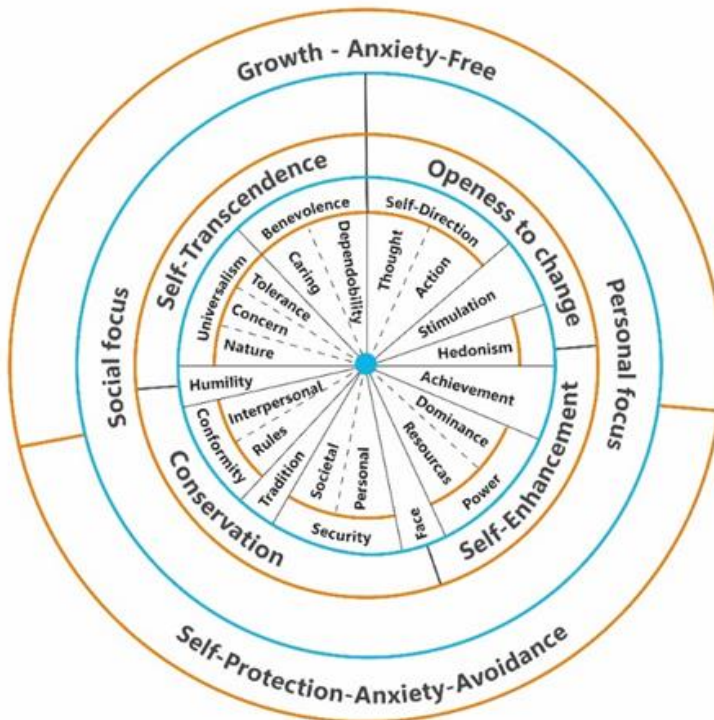 Growth - Anxiety-Free
Self-Transcendence
Openess to change
Social focus
Personal focus
Conservation
Self-Enhancement
Self-Protection-Anxiety-Avoidance
Benevolence
Self-Direction
Universalism
Caring
Dependobility
Thought
Action
Tolerance
Concern
Nature
Stimulation
Hedonism
Humility
Achievement
Interpersonal
Rules
Conformity
Tradition
Societal
Personal
Security
Face
Dominance
Resourcas
Power